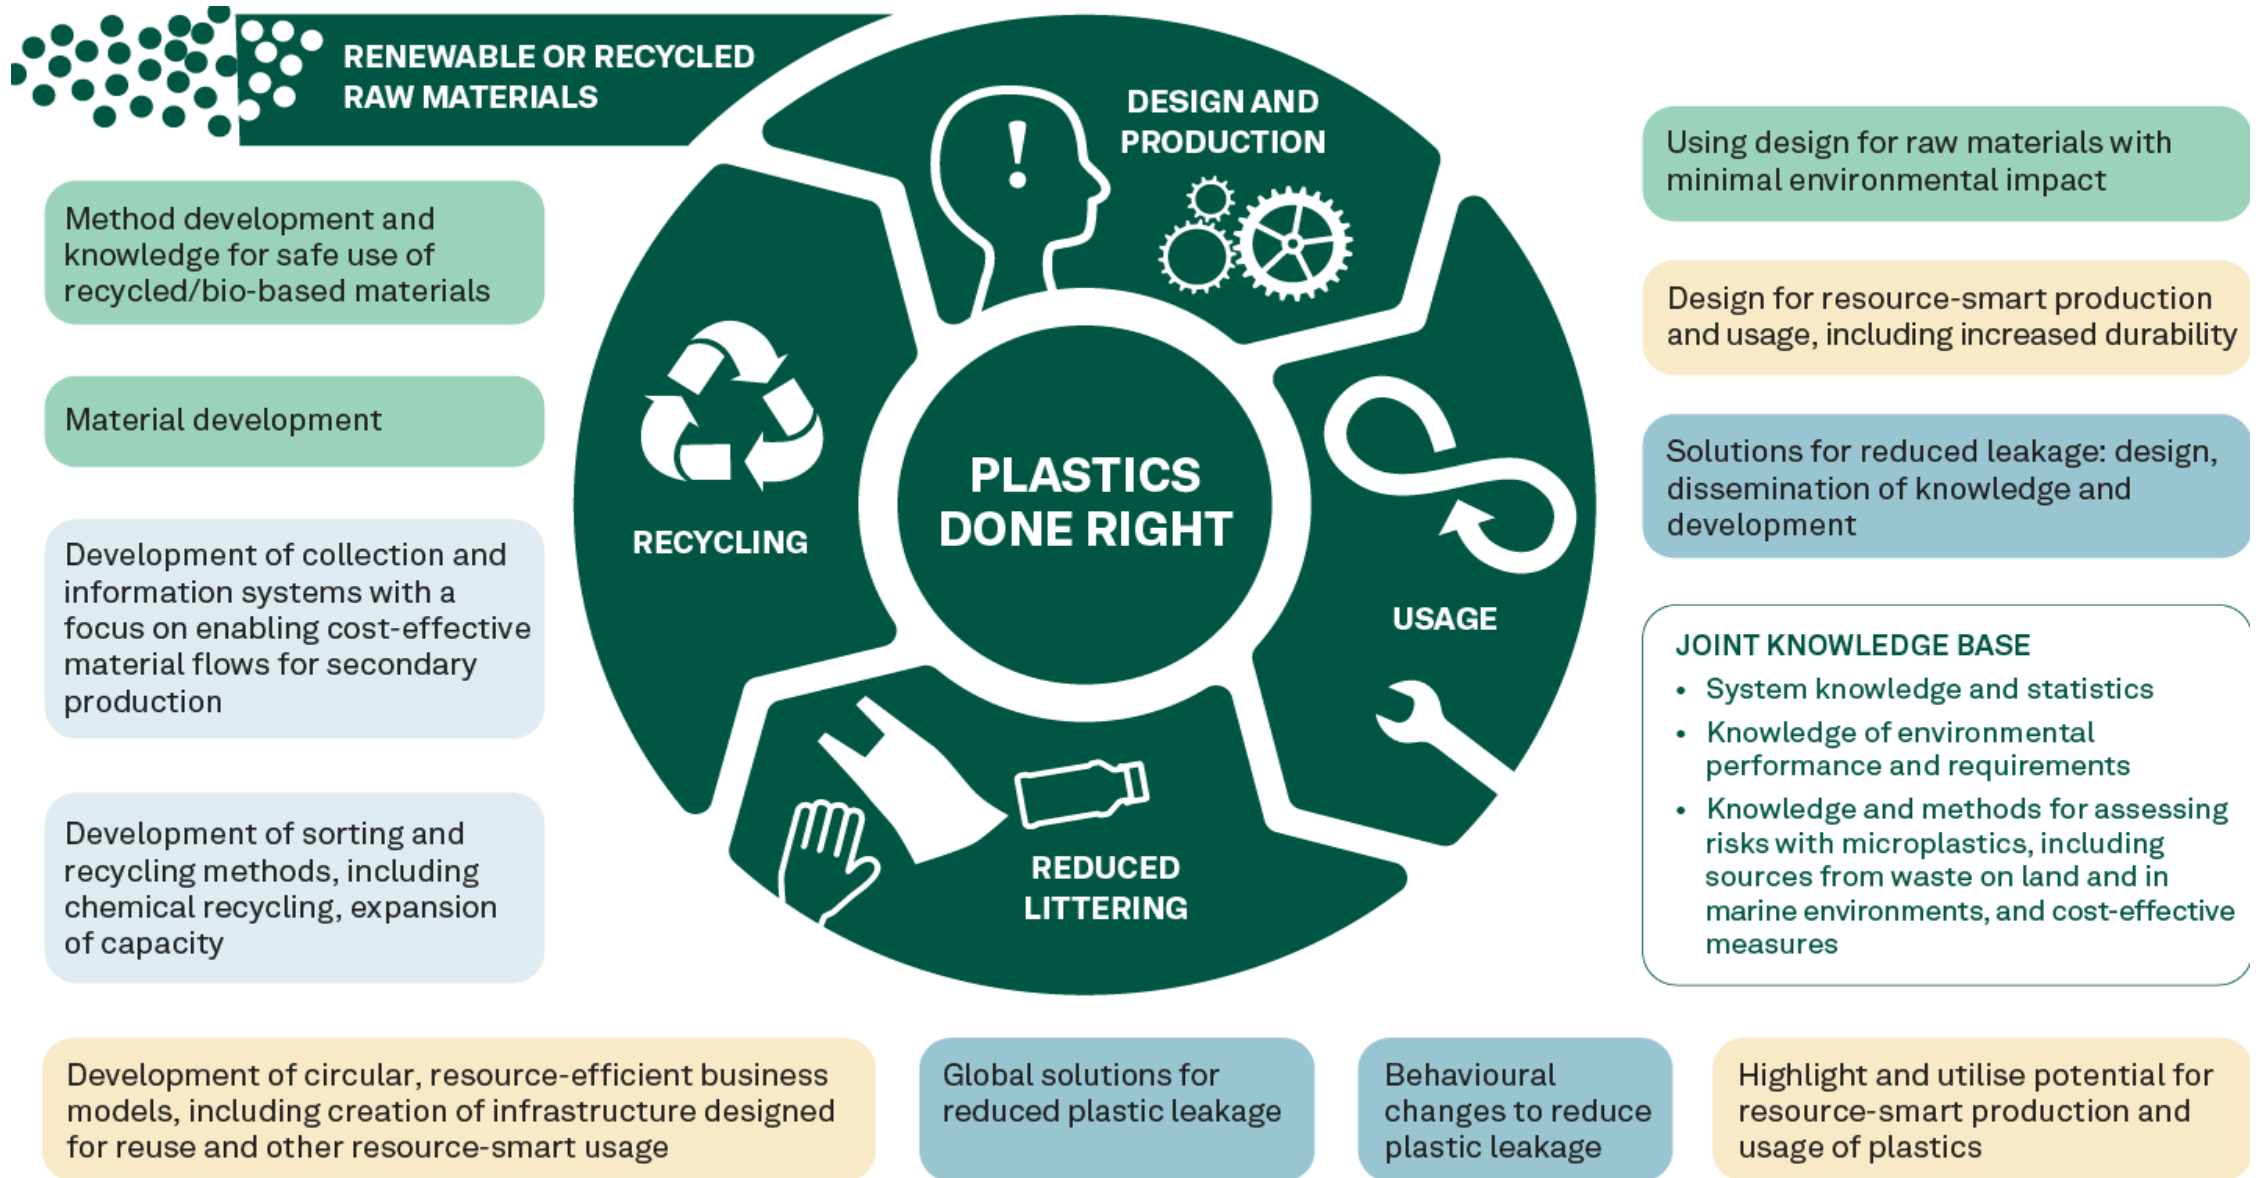 RENEWABLE OR RECYCLED
RAW MATERIALS
DESIGN AND
PRODUCTION
!
USAGE
REDUCED
LITTERING
RECYCLING
PLASTICS
DONE RIGHT
Method development and
knowledge for safe use of
recycled/bio-based materials
Material development
Development of collection and
information systems with a
focus on enabling cost-effective
material flows for secondary
production
Development of sorting and
recycling methods, including
chemical recycling, expansion
of capacity
Using design for raw materials with
minimal environmental impact
Design for resource-smart production
and usage, including increased durability
Solutions for reduced leakage: design,
dissemination of knowledge and
development
JOINT KNOWLEDGE BASE
• System knowledge and statistics
• Knowledge of environmental
performance and requirements
• Knowledge and methods for assessing
risks with microplastics, including
sources from waste on land and in
marine environments, and cost-effective
measures
Development of circular, resource-efficient business
models, including creation of infrastructure designed
for reuse and other resource-smart usage
Global solutions for
reduced plastic leakage
Behavioural
changes to reduce
plastic leakage
Highlight and utilise potential for
resource-smart production and
usage of plastics